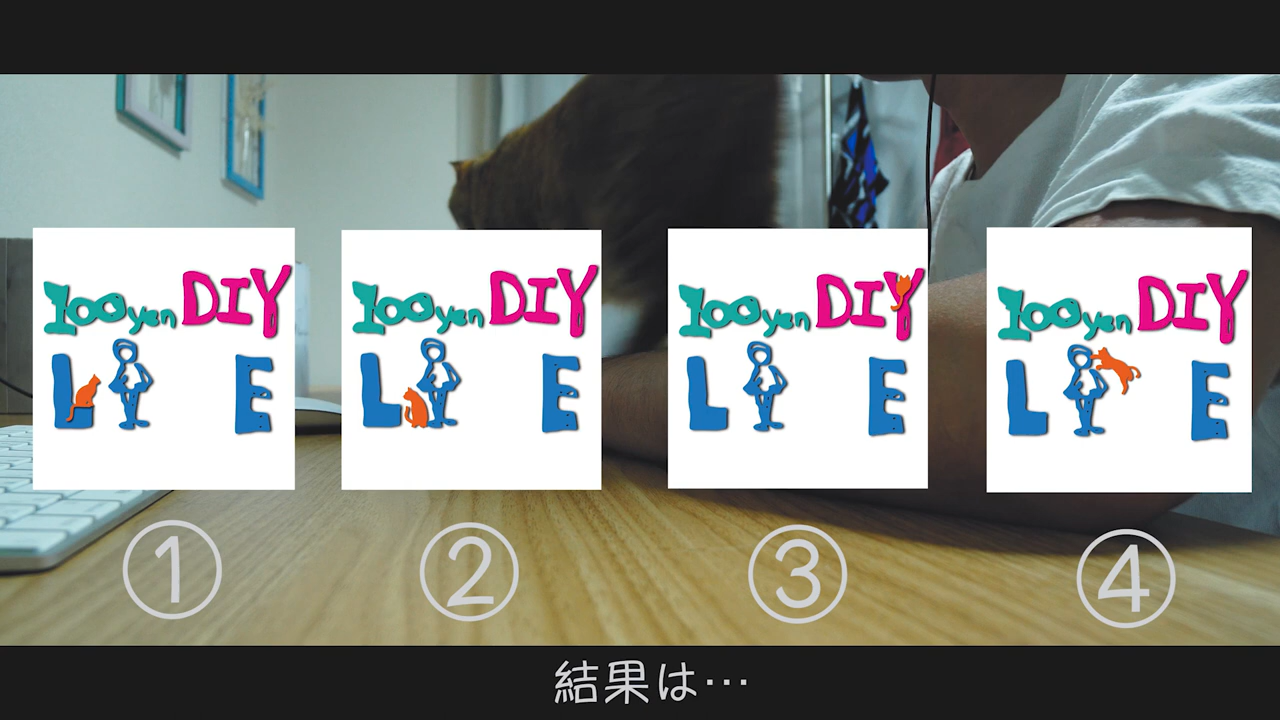 100yen DIY
L E
100yen DIY
L E
100yen DIY
L E
100yen DIY
L E
① ② ③ ④
結果は…